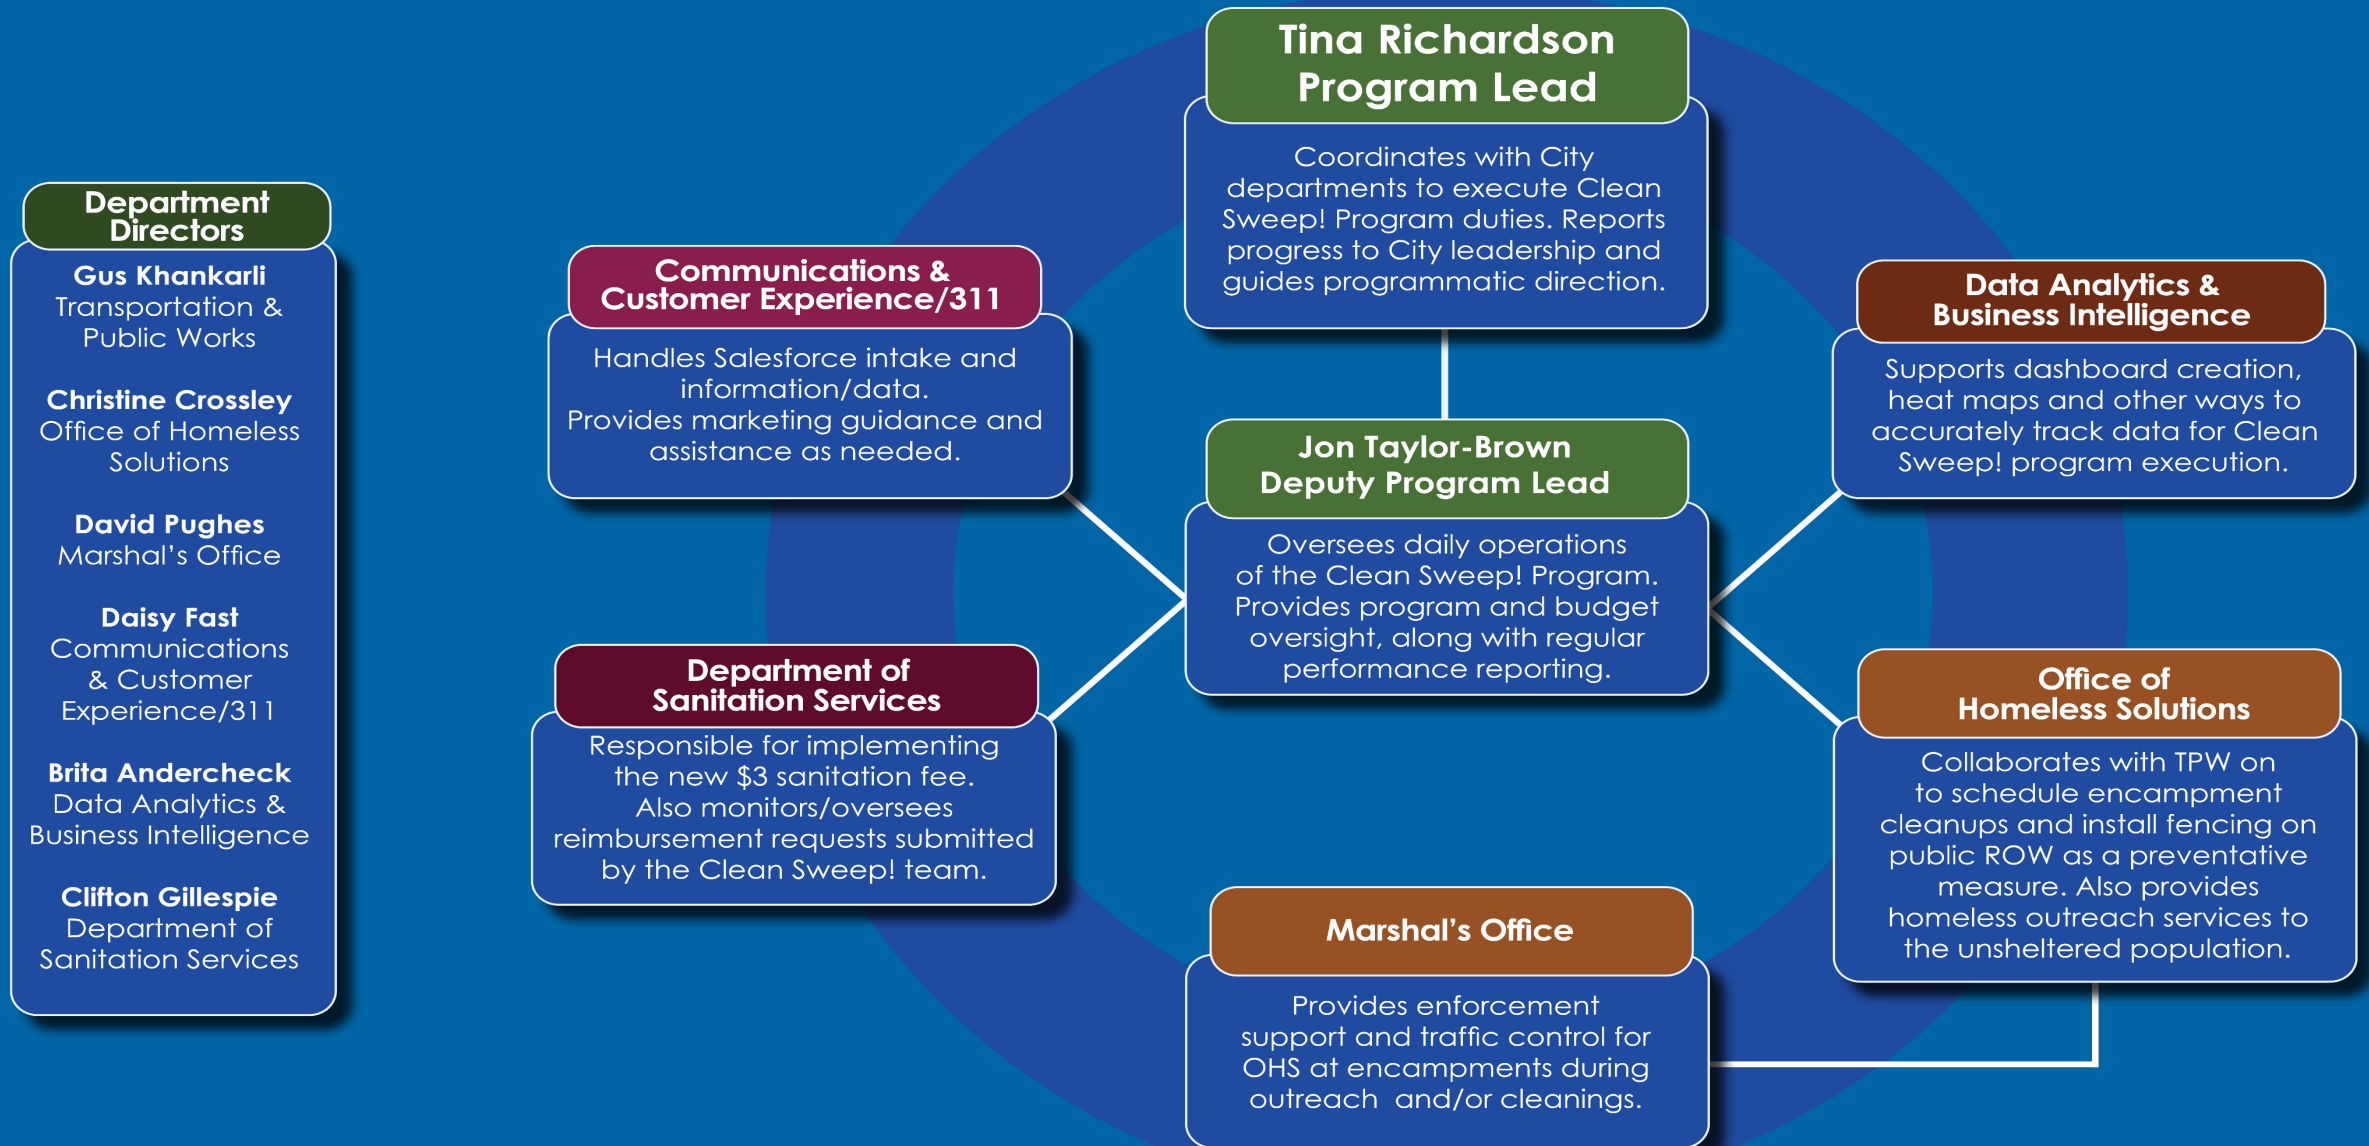 Department
Directors
Gus Khankarli
Transportation &
Public Works
Christine Crossley
Office of Homeless
Solutions
David Pughes
Marshal's Office
Daisy Fast
Communications
& Customer
Experience/311
Brita Andercheck
Data Analytics &
Business Intelligence
Clifton Gillespie
Department of
Sanitation Services
Tina Richardson
Program Lead
Coordinates with City
departments to execute Clean
Sweep! Program duties. Reports
progress to City leadership and
guides programmatic direction.
Communications &
Customer Experience/311
Handles Salesforce intake and
information/data.
Provides marketing guidance and
assistance as needed.
Data Analytics &
Business Intelligence
Supports dashboard creation,
heat maps and other ways to
accurately track data for Clean
Sweep! program execution.
Jon Taylor-Brown
Deputy Program Lead
Oversees daily operations
of the Clean Sweep! Program.
Provides program and budget
oversight, along with regular
performance reporting.
Department of
Sanitation Services
Responsible for implementing
the new $3 sanitation fee.
Also monitors/oversees
reimbursement requests submitted
by the Clean Sweep! team.
Office of
Homeless Solutions
Collaborates with TPW on
to schedule encampment
cleanups and install fencing on
public ROW as a preventative
measure. Also provides
homeless outreach services to
the unsheltered population.
Marshal's Office
Provides enforcement
support and traffic control for
OHS at encampments during
outreach  and/or cleanings.